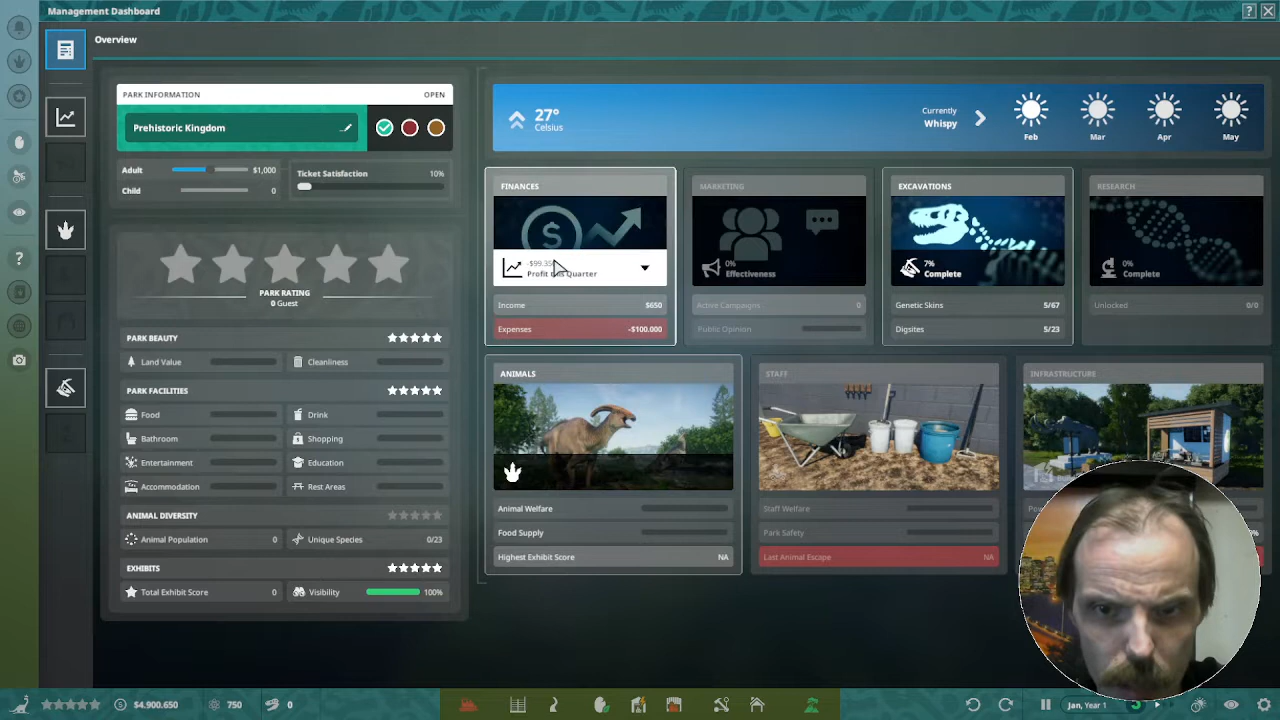 Management Dashboard
? 
Overview
PARK INFORMATION
OPEN
Prehistoric Kingdom
Adult
$1,000
Child
0
Ticket Satisfaction
10%
PARK RATING
0 Guest
PARK BEAUTY
Land Value
Cleanliness
PARK FACILITIES
Food
Drink
Bathroom
Shopping
Entertainment
Education
Accommodation
Rest Areas
ANIMAL DIVERSITY
Animal Population
0
Unique Species
0/23
EXHIBITS
Total Exhibit Score
0
Visibility
100%
27°
Celsius
Currently
Whispy
Feb
Mar
Apr
May
FINANCES
Profit this Quarter
Income
$650
Expenses
-$100.000
MARKETING
0%
Effectiveness
Active Campaigns
0
Public Opinion
EXCAVATIONS
7%
Complete
Genetic Skins
5/67
Digsites
5/23
RESEARCH
0%
Complete
Unlocked
0/0
ANIMALS
Animal Welfare
Food Supply
Highest Exhibit Score
NA
STAFF
Staff Welfare
Park Safety
Last Animal Escape
NA
INFRASTRUCTURE
?
$4.900.650
750
0
Jan, Year 1